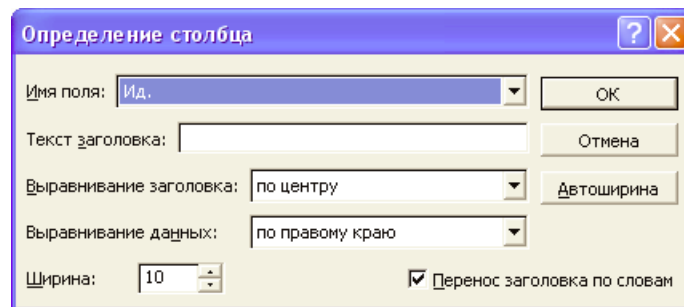 Определение столбца
Имя поля: Ид. ОК
Текст заголовка: Отмена
Выравнивание заголовка: по центру Автоширина
Выравнивание данных: по правому краю
Ширина: 10 Перенос заголовка по словам